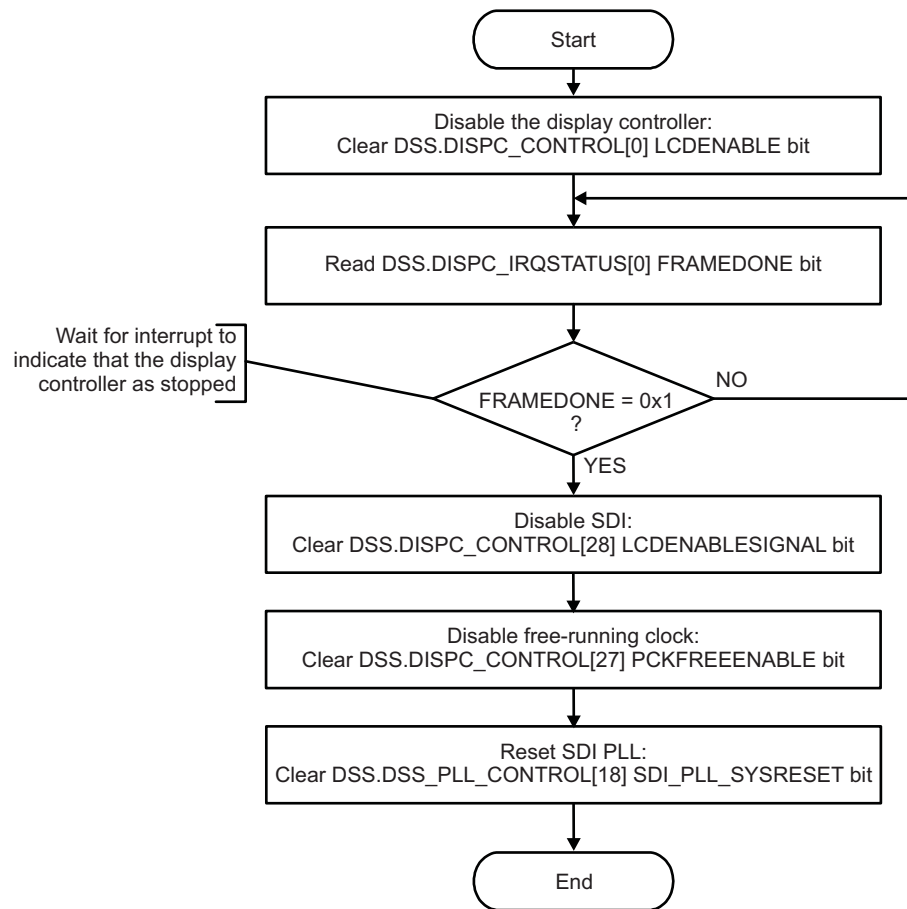 Start
Disable the display controller:
Clear DSS.DISPC_CONTROL[0] LCDENABLE bit
Read DSS.DISPC_IRQSTATUS[0] FRAMEDONE bit
Wait for interrupt to
indicate that the display
controller as stopped
FRAMEDONE = 0x1
?
NO
YES
Disable SDI:
Clear DSS.DISPC_CONTROL[28] LCDENABLESIGNAL bit
Disable free-running clock:
Clear DSS.DISPC_CONTROL[27] PCKFREEENABLE bit
Reset SDI PLL:
Clear DSS.DSS_PLL_CONTROL[18] SDI_PLL_SYSRESET bit
End